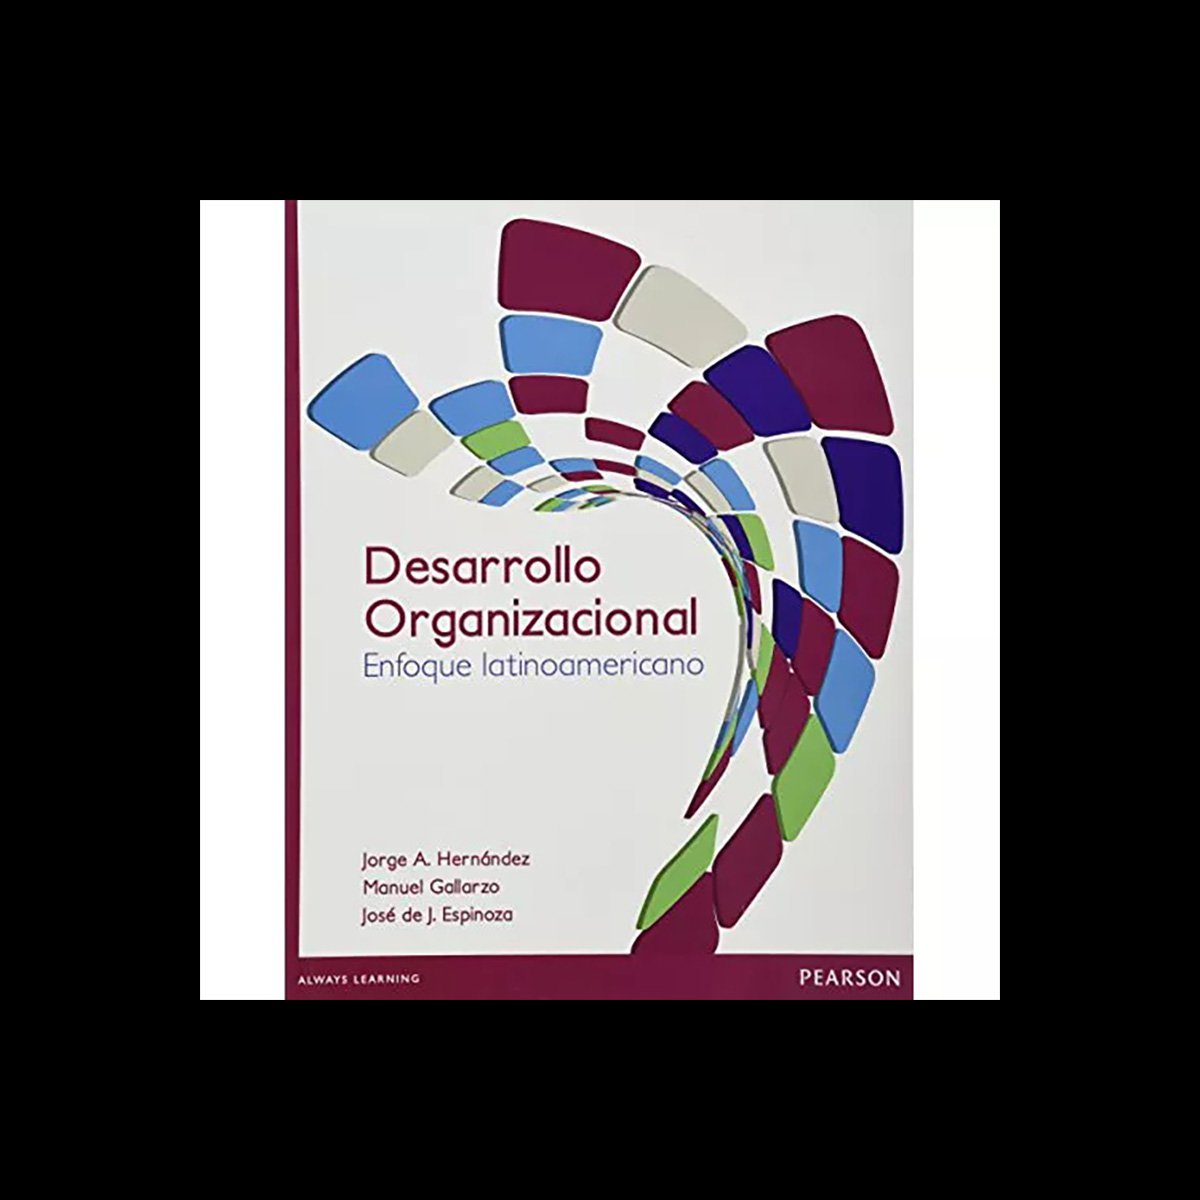 Desarrollo
Organizacional
Enfoque latinoamericano
Jorge A. Hernández
Manuel Gallarzo
José de J. Espinoza
ALWAYS LEARNING
PEARSON